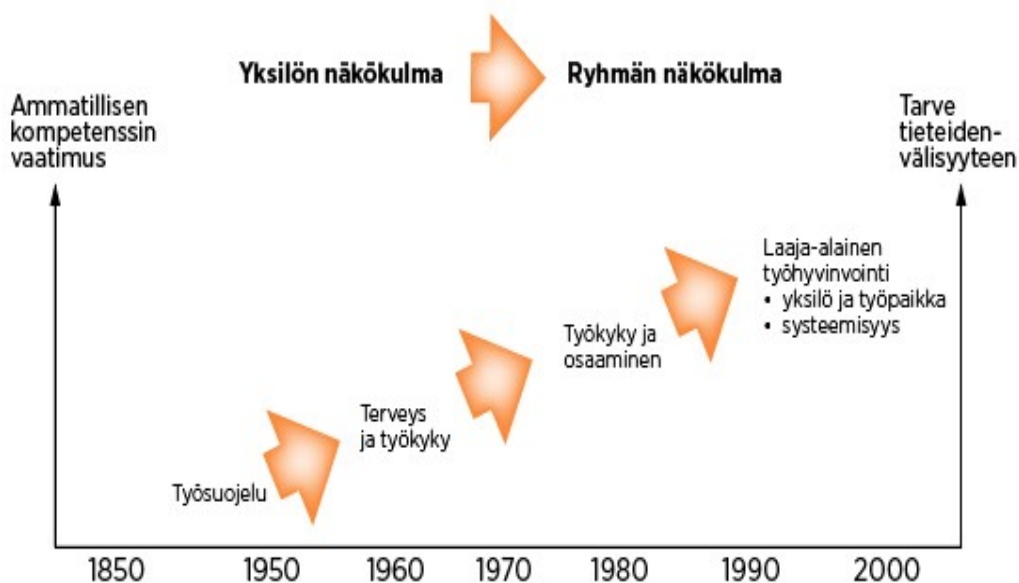 Yksilön näkökulma
Ryhmän näkökulma
Ammatillisen
kompetenssin
vaatimus
Tarve
tieteiden-
välisyyteen
Laaja-alainen
työhyvinvointi
• yksilö ja työpaikka
• systeemisyys
Työkyky ja
osaaminen
Terveys
ja työkyky
Työsuojelu
1850 1950 1960 1970 1980 1990 2000